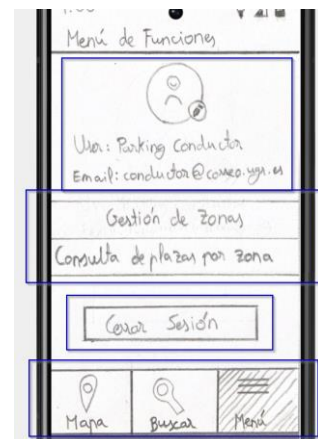 Menú de Funciones
User: Parking Conductor
Email: conductor@correo.ugr.es
Gestión de Zonas
Consulta de plazas por zona
Cerrar Sesión
Mapa
Buscar
Menú